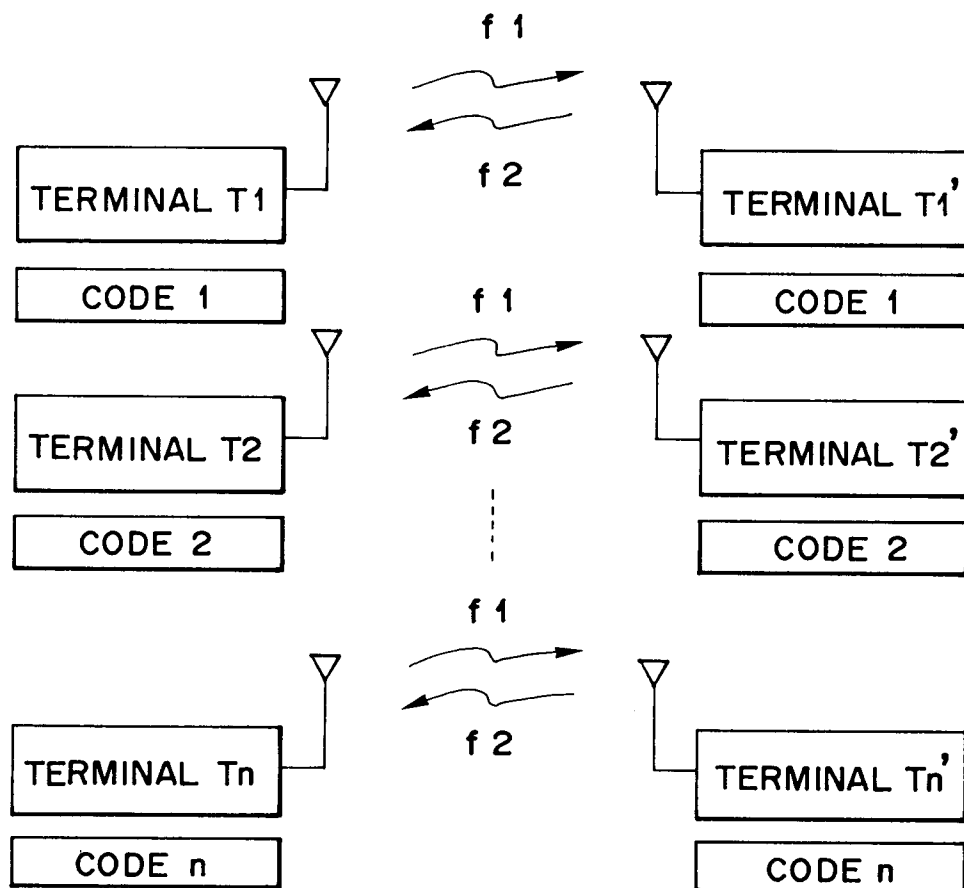 f 1
f 2
TERMINAL T1
TERMINAL T1'
CODE 1
CODE 1
f 1
f 2
TERMINAL T2
TERMINAL T2'
CODE 2
CODE 2
f 1
f 2
TERMINAL Tn
TERMINAL Tn'
CODE n
CODE n